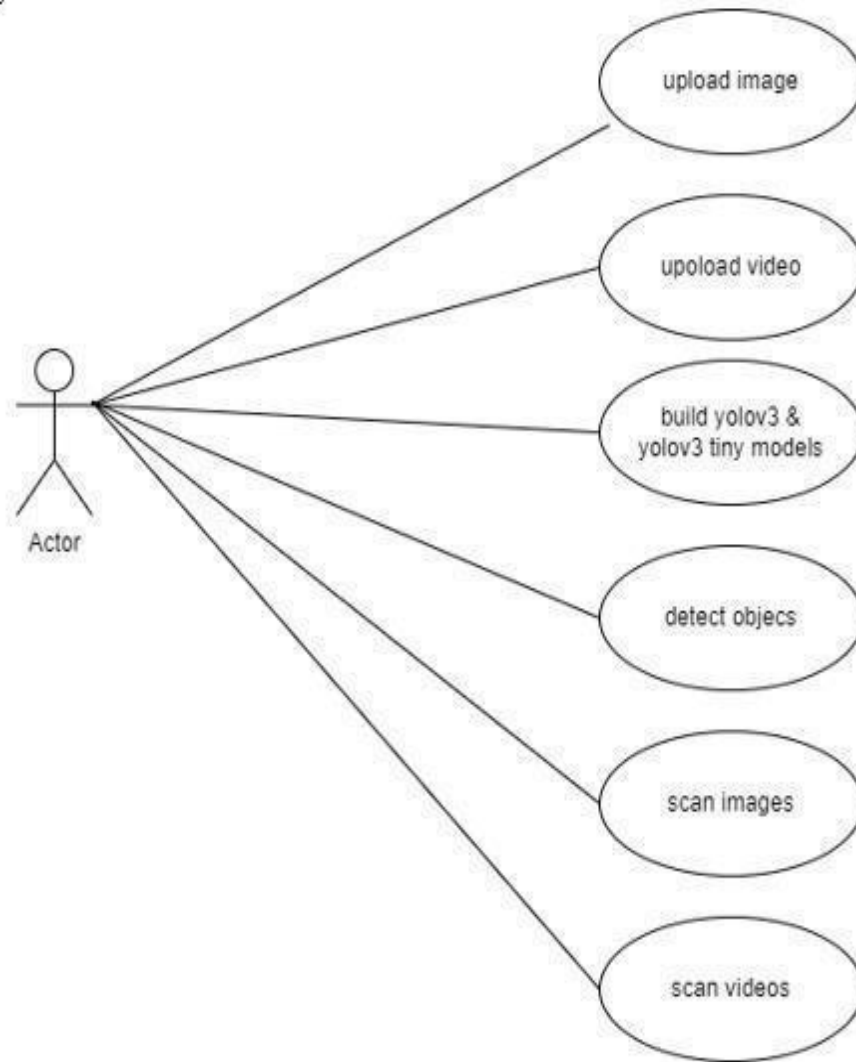 upload image
upoload video
build yolov3 &
yolov3 tiny models
Actor
detect objecs
scan images
scan videos